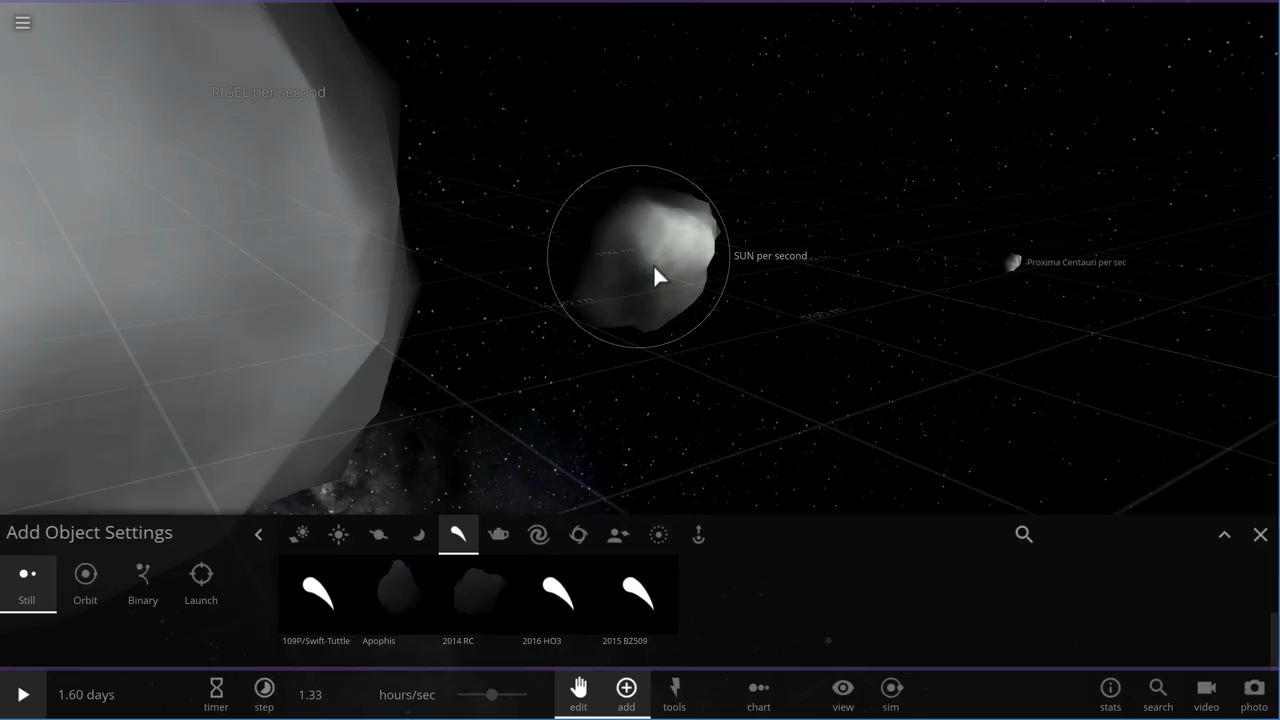 RIGEL per second
SUN per second
Proxima Centauri per sec
100 m
Add Object Settings
Still
Orbit
Binary
Launch
109P/Swift-Tuttle
Apophis
2014 RC
2016 HO3
2015 BZ509
1.60 days
timer
step
1.33
hours/sec
edit
add
tools
chart
view
sim
stats
search
video
photo